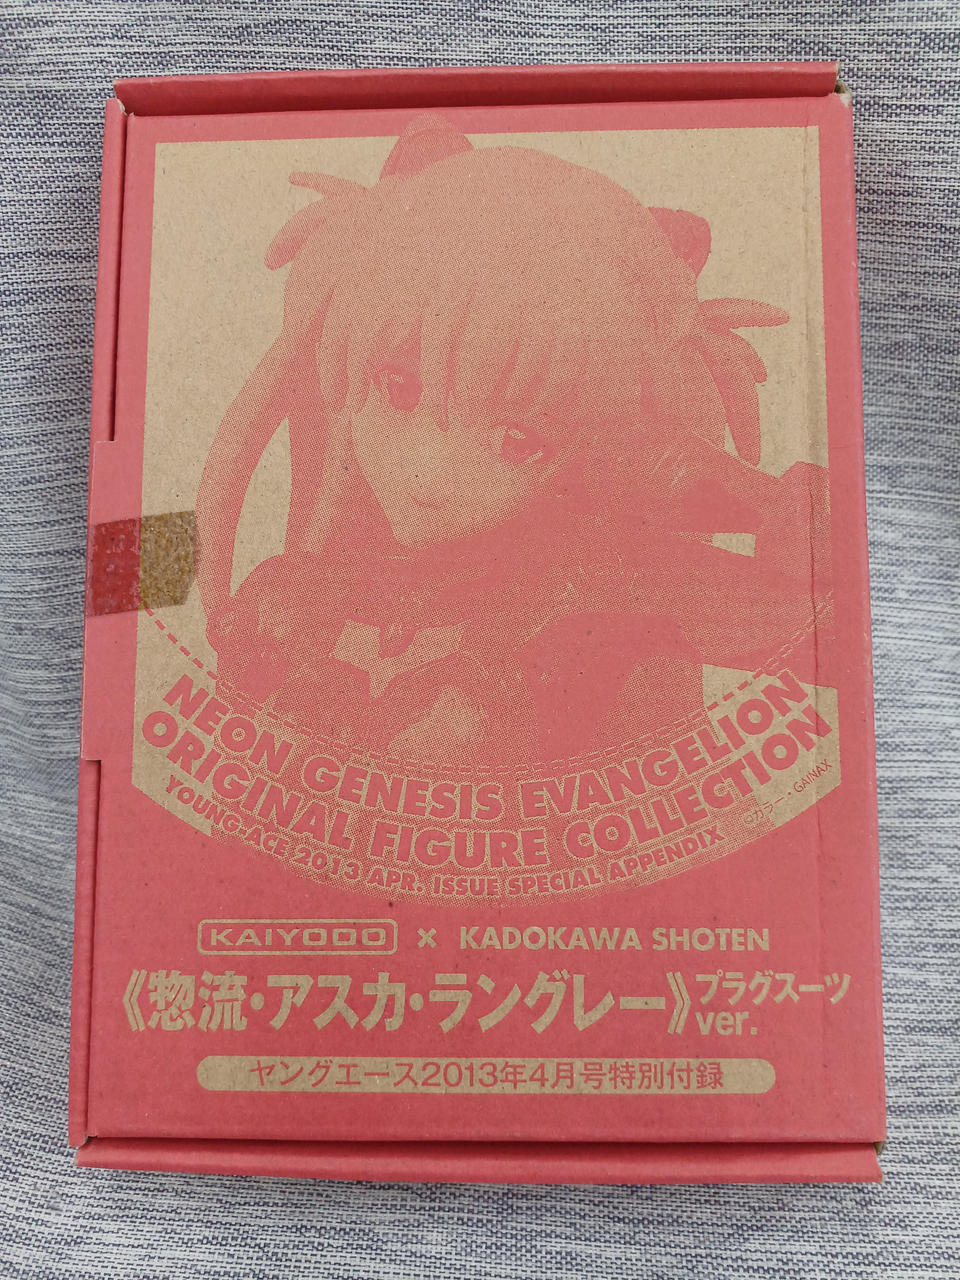 NEON GENESIS EVANGELION
ORIGINAL FIGURE COLLECTION
YOUNG-ACE 2013 APR. ISSUE SPECIAL APPENDIX
©カラー・GAINAX
KAIYODO × KADOKAWA SHOTEN
《惣流・アスカ・ラングレー》プラグスーツ
ver.
ヤングエース2013年4月号特別付録